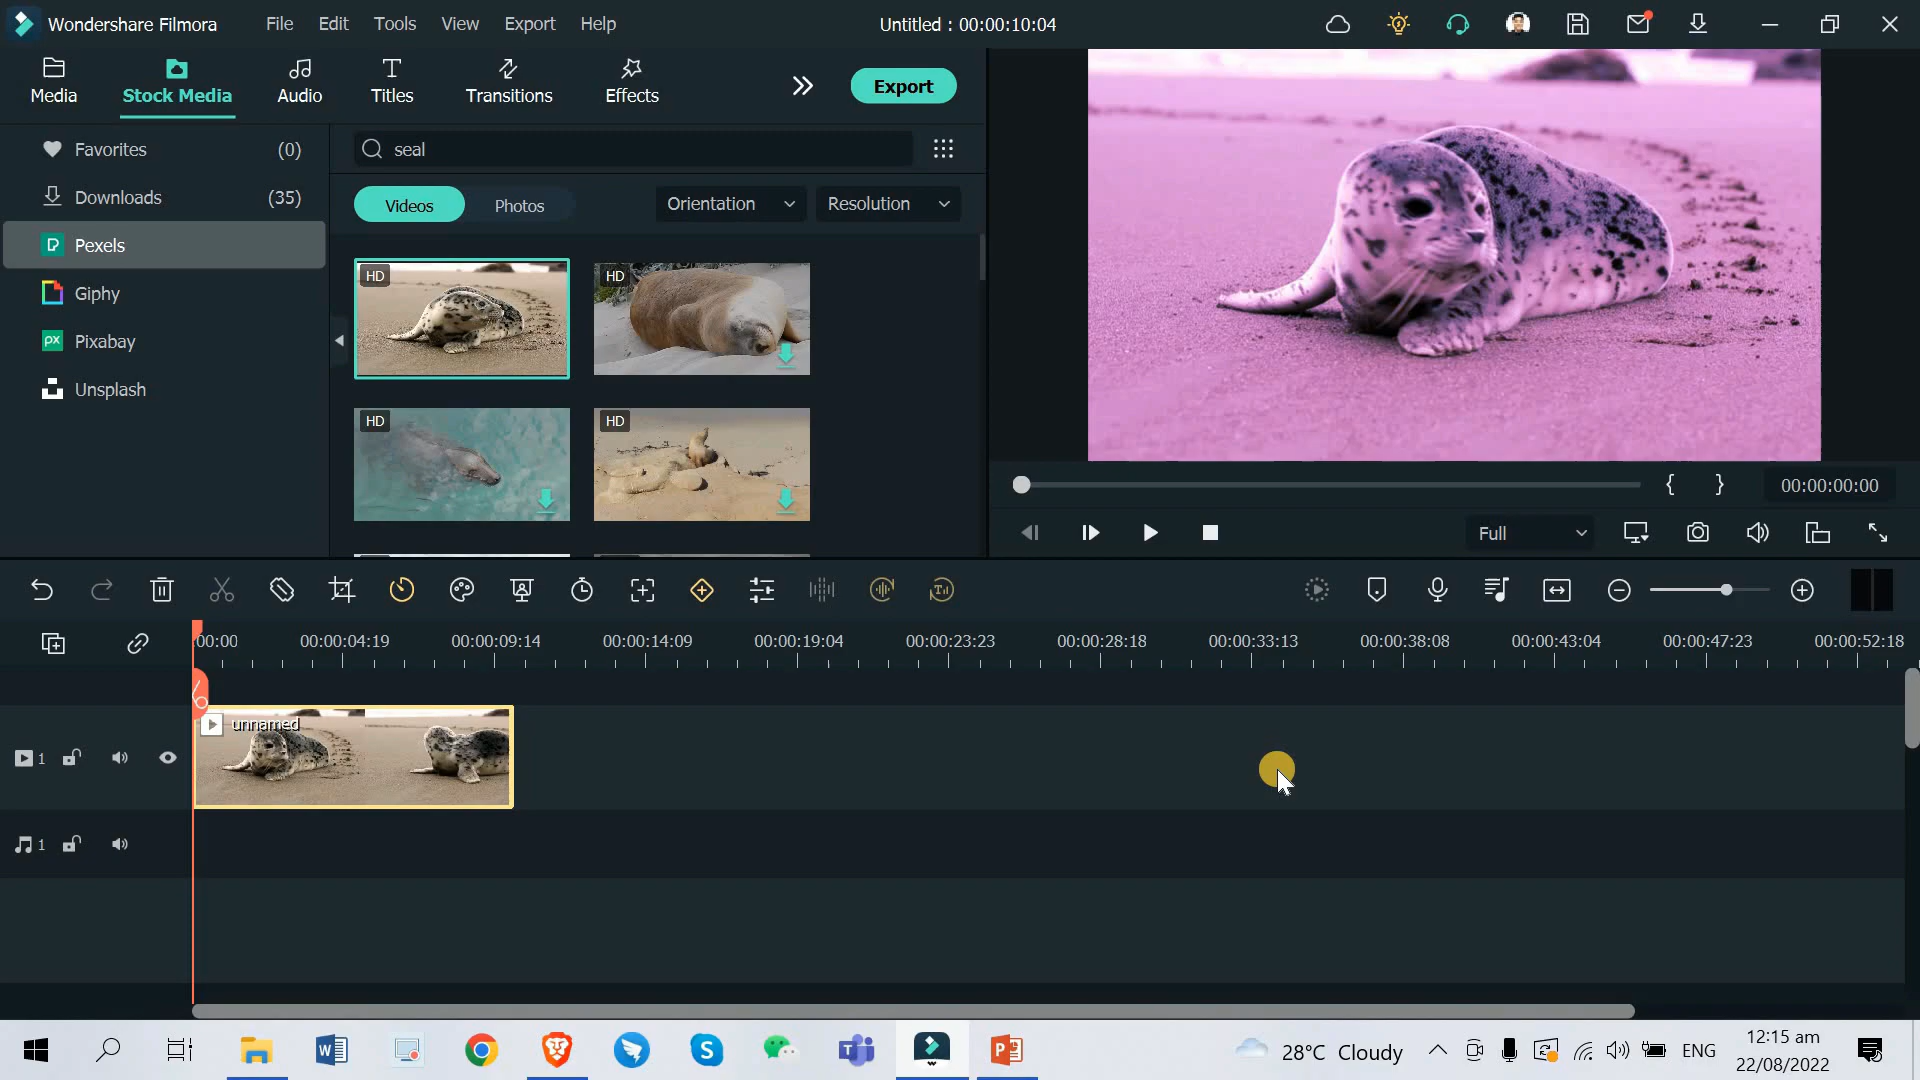 Wondershare Filmora File Edit Tools View Export Help Untitled : 00:00:10:04
Media Stock Media Audio Titles Transitions Effects Export
Favorites (0)
Downloads (35)
Pexels
Giphy
Pixabay
Unsplash
seal
Videos Photos Orientation Resolution
HD HD
HD HD
00:00:00:00
Full
:00:00 00:00:04:19 00:00:09:14 00:00:14:09 00:00:19:04 00:00:23:23 00:00:28:18 00:00:33:13 00:00:38:08 00:00:43:04 00:00:47:23 00:00:52:18
unnamed
1
1
28°C Cloudy ENG 12:15 am
22/08/2022